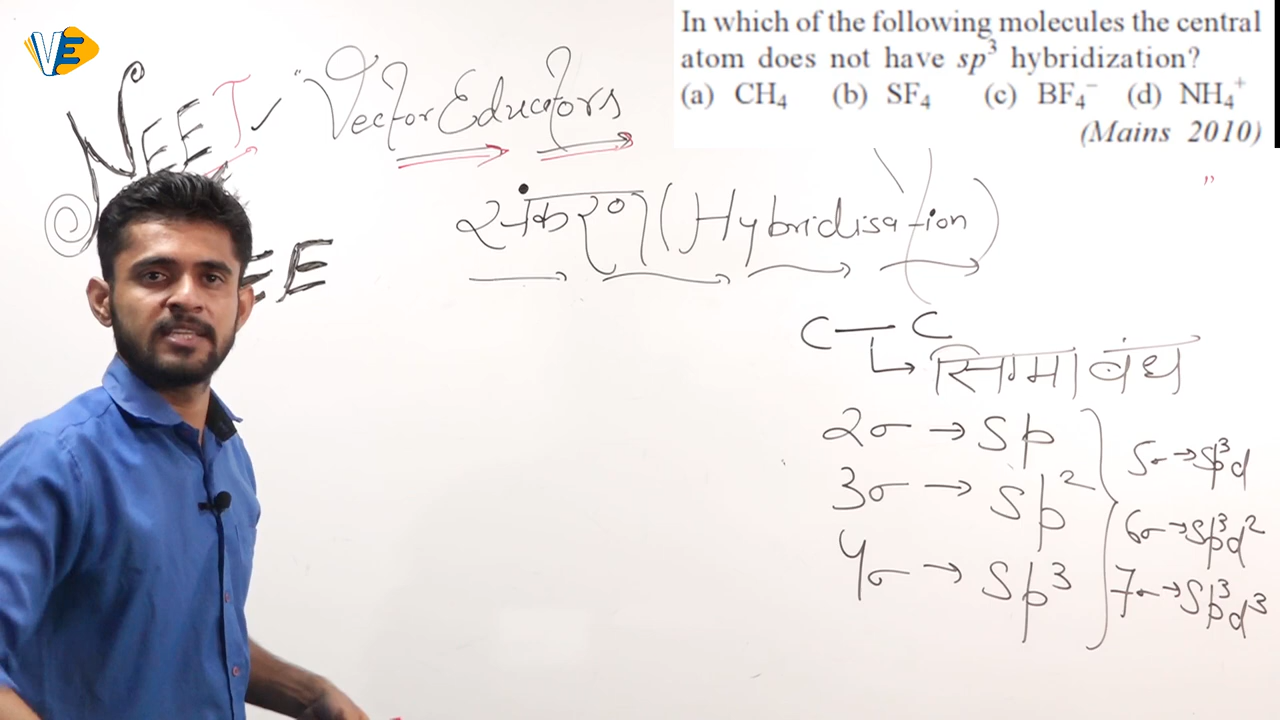 VE
In which of the following molecules the central
atom does not have sp³ hybridization?
(a) CH₄ (b) SF₄ (c) BF₄⁻ (d) NH₄⁺
(Mains 2010)
NEET
"Vector Educators
"
EE
संकरण (Hybridisation)
C — C
सिग्मा बंध
2σ → sp
3σ → sp²
4σ → sp³
5σ → sp³d
6σ → sp³d²
7σ → sp³d³